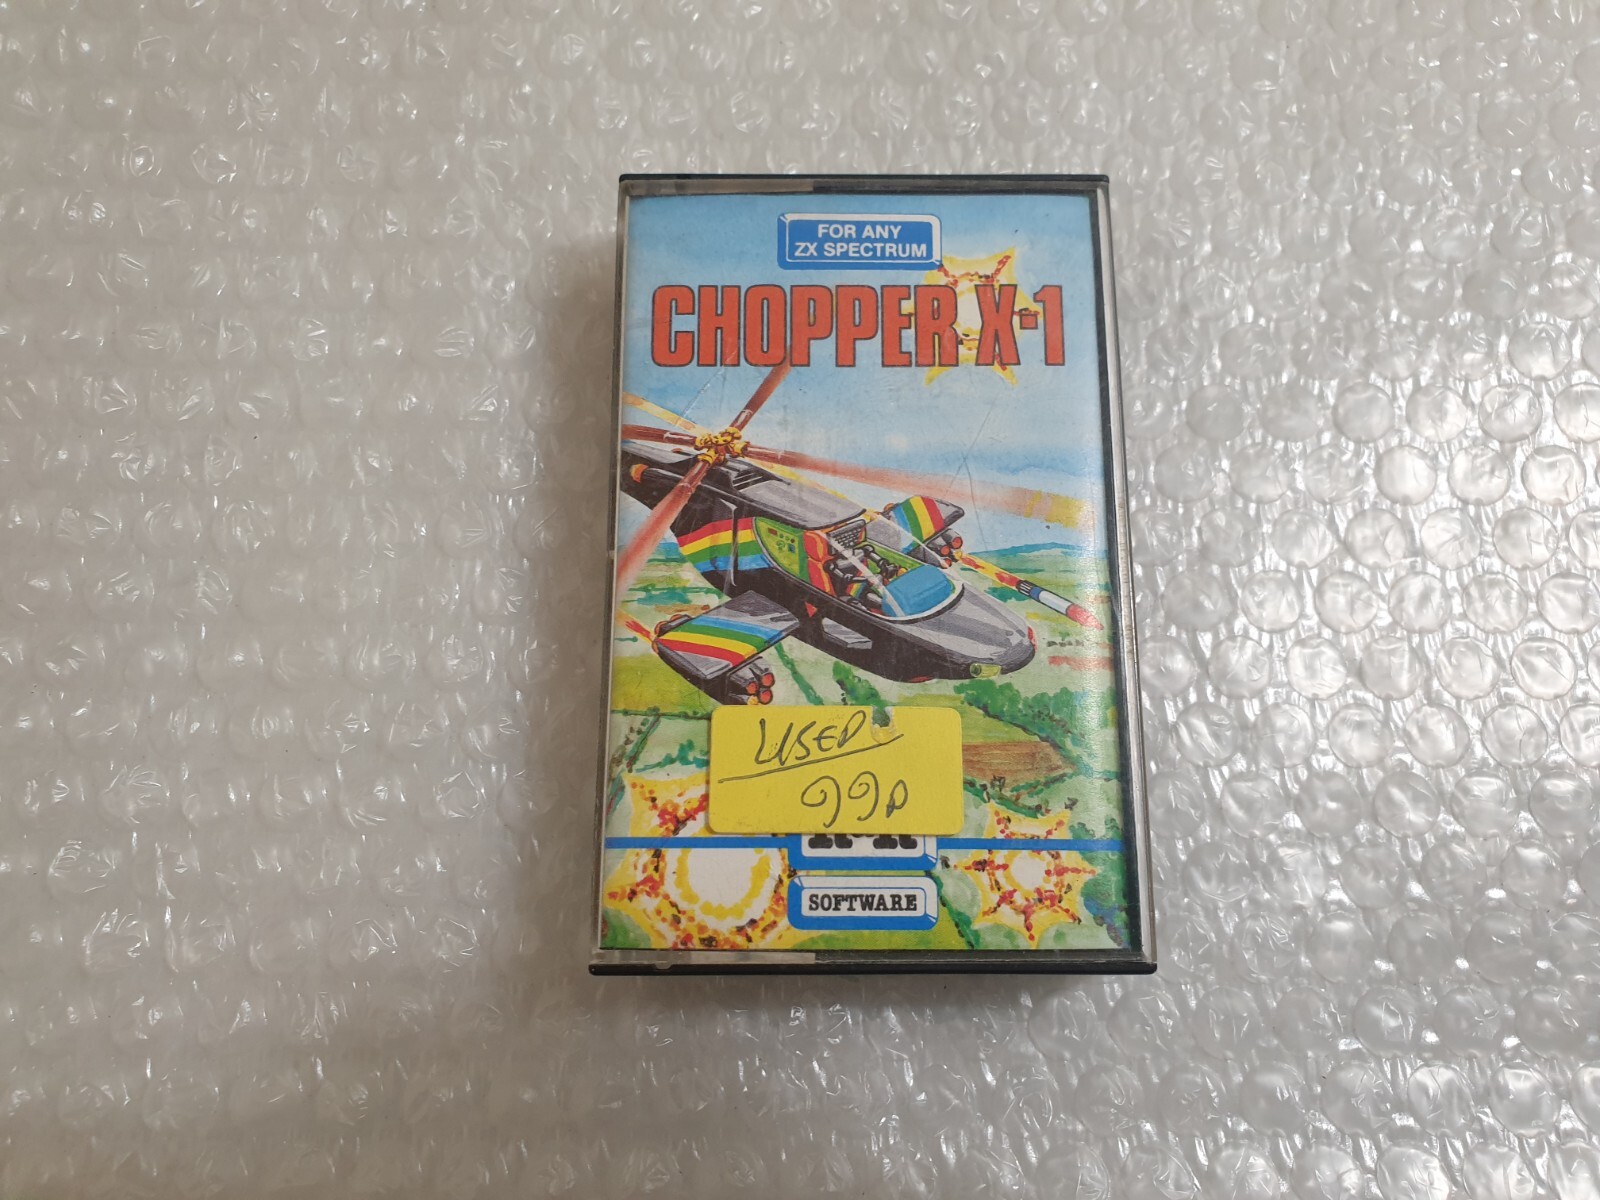 FOR ANY
ZX SPECTRUM
CHOPPER X-1
USED
99p
SOFTWARE